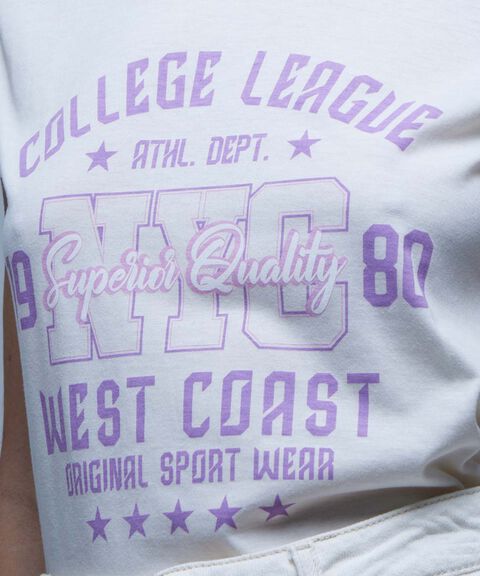 COLLEGE LEAGUE
ATHL. DEPT.
NYC
19 Superior Quality 80
WEST COAST
ORIGINAL SPORT WEAR